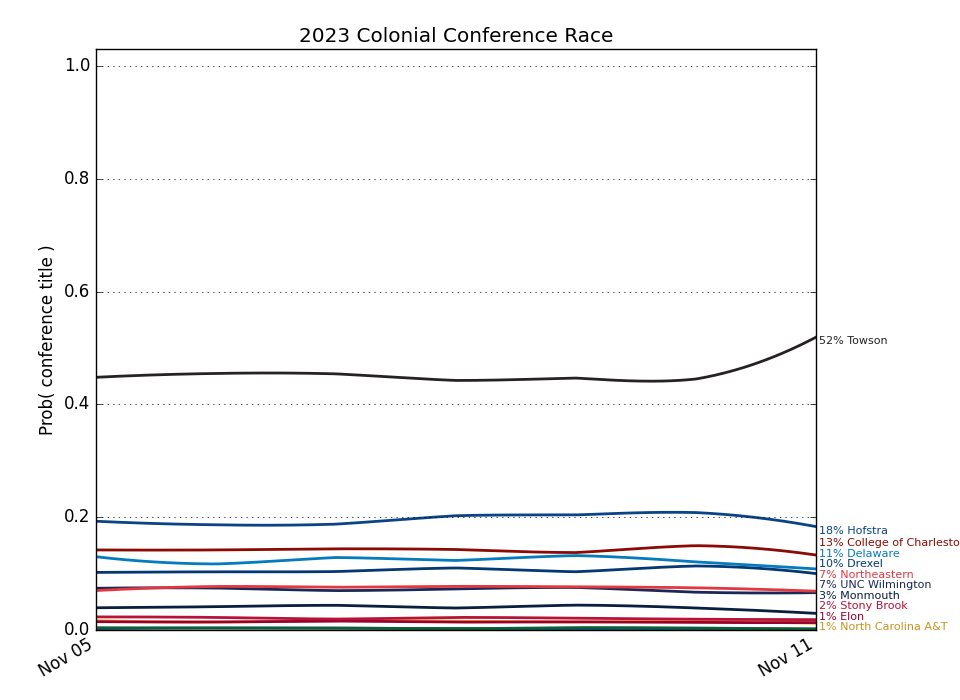 2023 Colonial Conference Race
Prob( conference title )
1.0
0.8
0.6
0.4
0.2
0.0
Nov 05
Nov 11
52% Towson
18% Hofstra
13% College of Charlesto
11% Delaware
10% Drexel
7% Northeastern
7% UNC Wilmington
3% Monmouth
2% Stony Brook
1% Elon
1% North Carolina A&T